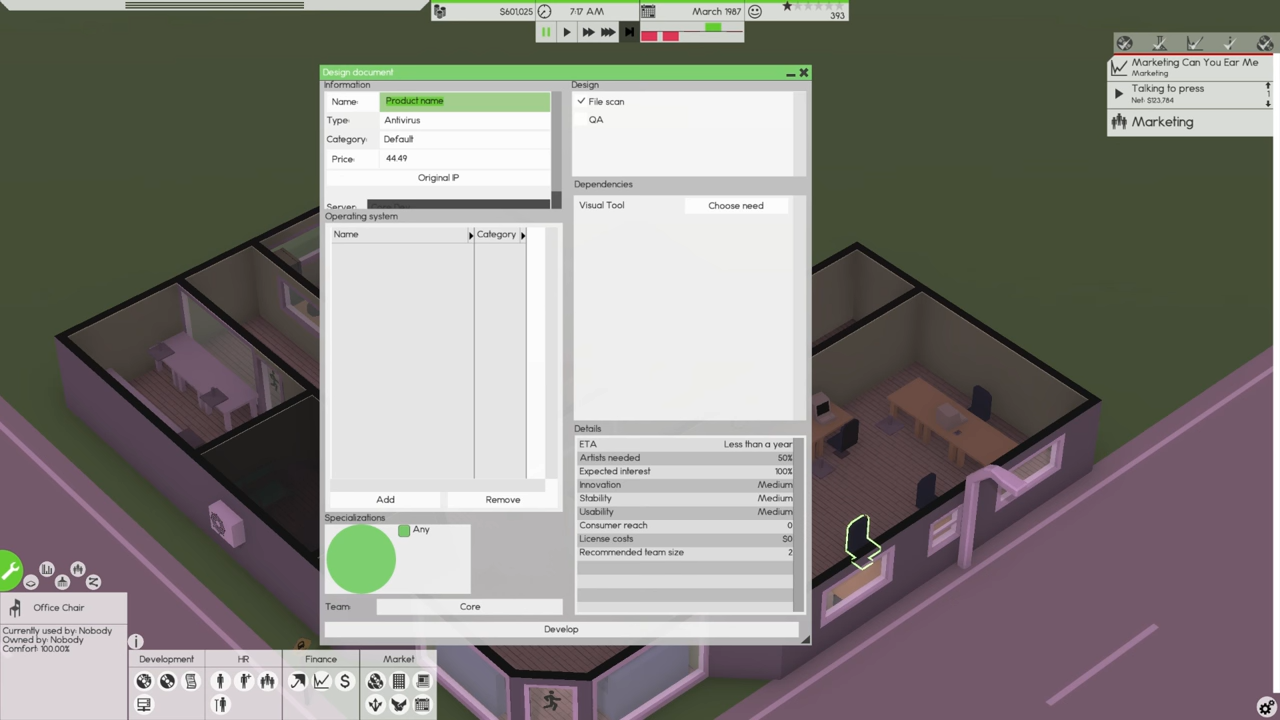 $601,025
7:17 AM
March 1987
393
Marketing Can You Ear Me
Marketing
Talking to press
Net: $123,784
1
Marketing
Design document
Information
Name: Product name
Type: Antivirus
Category: Default
Price: 44.49
Original IP
Server:
Operating system
Name Category
Add Remove
Specializations
Any
Team: Core
Develop
Design
File scan
QA
Dependencies
Visual Tool Choose need
Details
ETA Less than a year
Artists needed 50%
Expected interest 100%
Innovation Medium
Stability Medium
Usability Medium
Consumer reach 0
License costs $0
Recommended team size 2
Office Chair
Currently used by: Nobody
Owned by: Nobody
Comfort: 100.00%
Development HR Finance Market